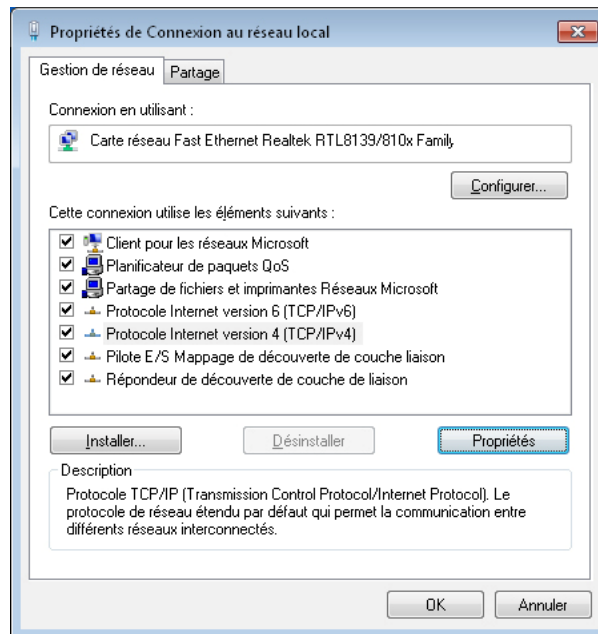 Propriétés de Connexion au réseau local
Gestion de réseau
Partage
Connexion en utilisant :
Carte réseau Fast Ethernet Realtek RTL8139/810x Family
Configurer...
Cette connexion utilise les éléments suivants :
Client pour les réseaux Microsoft
Planificateur de paquets QoS
Partage de fichiers et imprimantes Réseaux Microsoft
Protocole Internet version 6 (TCP/IPv6)
Protocole Internet version 4 (TCP/IPv4)
Pilote E/S Mappage de découverte de couche liaison
Répondeur de découverte de couche de liaison
Installer...
Désinstaller
Propriétés
Description
Protocole TCP/IP (Transmission Control Protocol/Internet Protocol). Le
protocole de réseau étendu par défaut qui permet la communication entre
différents réseaux interconnectés.
OK
Annuler